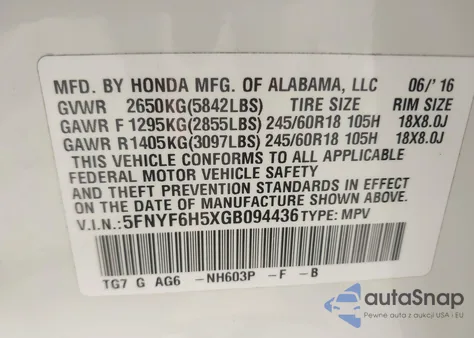 MFD. BY HONDA MFG. OF ALABAMA, LLC 06/' 16
GVWR 2650KG(5842LBS) TIRE SIZE RIM SIZE
GAWR F 1295KG(2855LBS) 245/60R18 105H 18X8.0J
GAWR R1405KG(3097LBS) 245/60R18 105H 18X8.0J
THIS VEHICLE CONFORMS TO ALL APPLICABLE
FEDERAL MOTOR VEHICLE SAFETY
AND THEFT PREVENTION STANDARDS IN EFFECT ON
THE DATE OF MANUFACTURE SHOWN ABOVE.
V.I.N.:5FNYF6H5XGB094436 TYPE: MPV
TG7 G AG6 -NH603P -F -B
autoSnap
Pewne auta z aukcji USA i EU